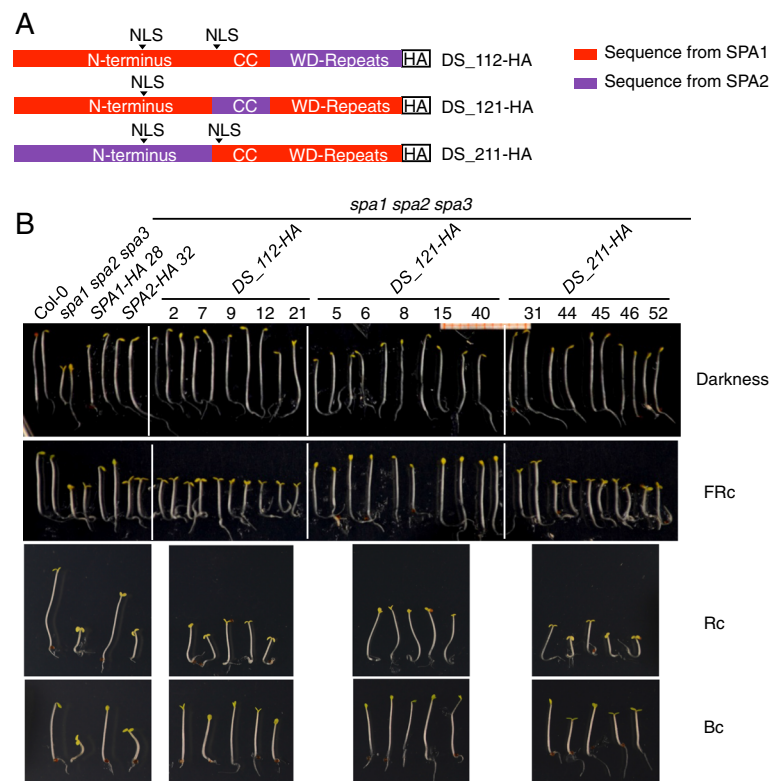 A
NLS NLS
N-terminus CC WD-Repeats HA DS_112-HA
Sequence from SPA1
NLS
N-terminus CC WD-Repeats HA DS_121-HA
Sequence from SPA2
NLS NLS
N-terminus CC WD-Repeats HA DS_211-HA
B
spa1 spa2 spa3
Col-0 spa1 spa2 spa3 SPA1-HA 28 SPA2-HA 32 DS_112-HA DS_121-HA DS_211-HA
2 7 9 12 21 5 6 8 15 40 31 44 45 46 52
Darkness
FRc
Rc
Bc